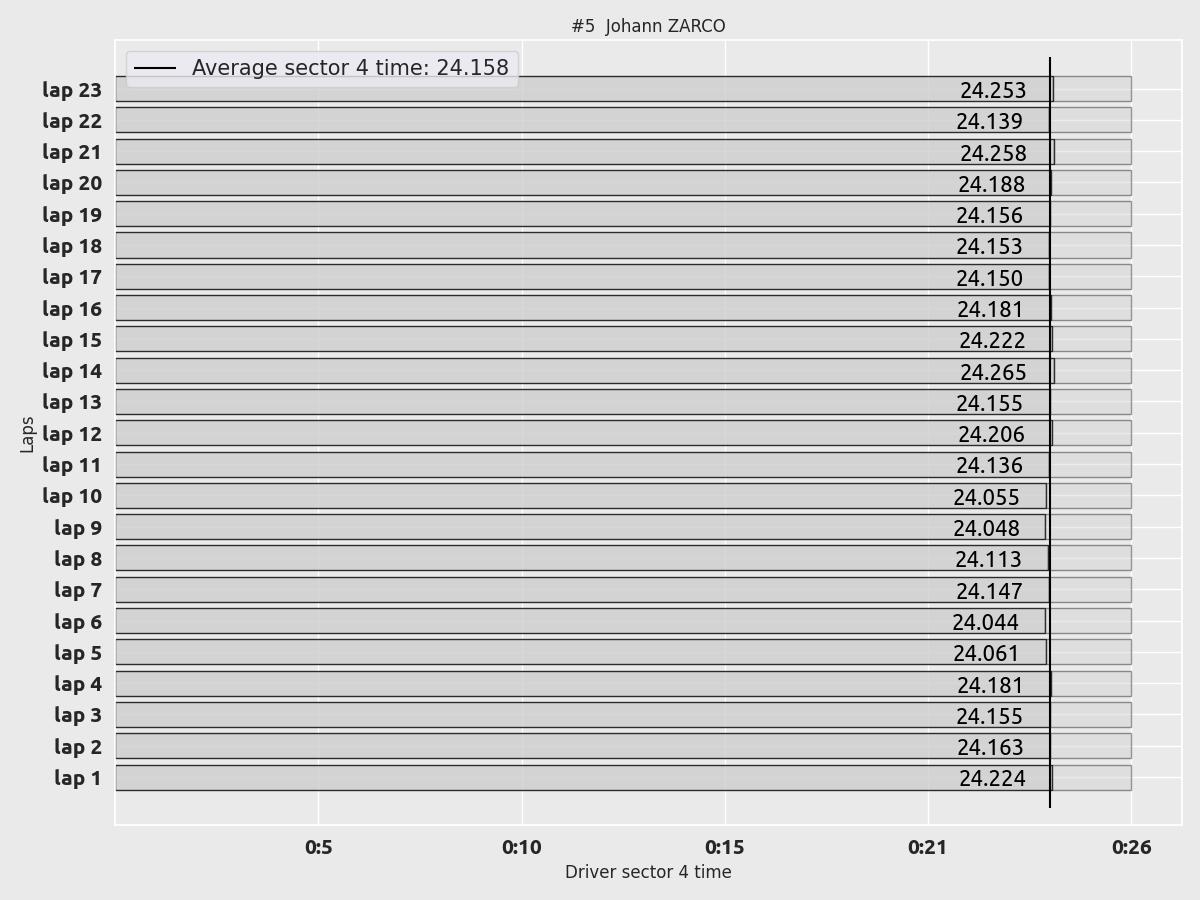 #5  Johann ZARCO
Average sector 4 time: 24.158
lap 23 24.253
lap 22 24.139
lap 21 24.258
lap 20 24.188
lap 19 24.156
lap 18 24.153
lap 17 24.150
lap 16 24.181
lap 15 24.222
lap 14 24.265
lap 13 24.155
lap 12 24.206
lap 11 24.136
lap 10 24.055
lap 9 24.048
lap 8 24.113
lap 7 24.147
lap 6 24.044
lap 5 24.061
lap 4 24.181
lap 3 24.155
lap 2 24.163
lap 1 24.224
Laps
0:5 0:10 0:15 0:21 0:26
Driver sector 4 time